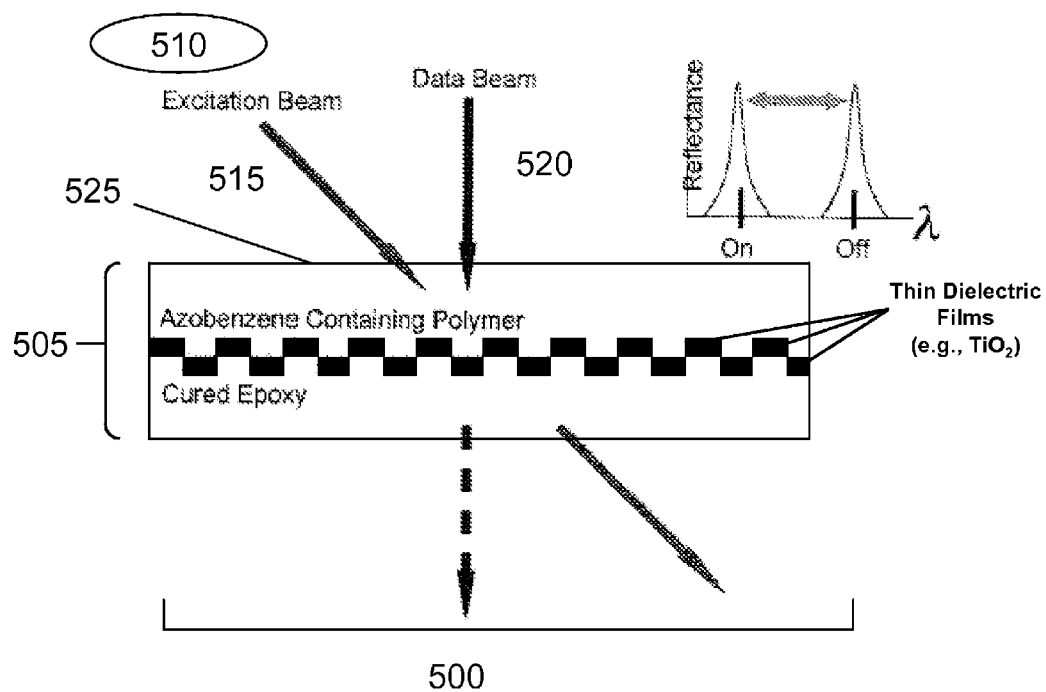 510
Data Beam
Excitation Beam
515
520
525
Reflectance
On
Off
λ
Thin Dielectric
Films
(e.g., TiO₂)
505
Azobenzene Containing Polymer
Cured Epoxy
500